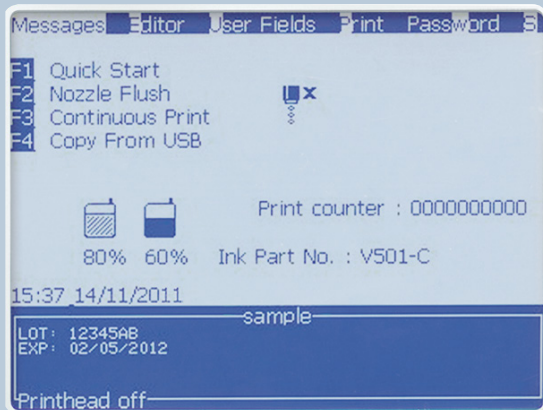 Messages Editor User Fields Print Password S
F1 Quick Start
F2 Nozzle Flush
F3 Continuous Print
F4 Copy From USB
Print counter : 0000000000
80% 60% Ink Part No. : V501-C
15:37 14/11/2011
sample
LOT: 12345AB
EXP: 02/05/2012
Printhead off